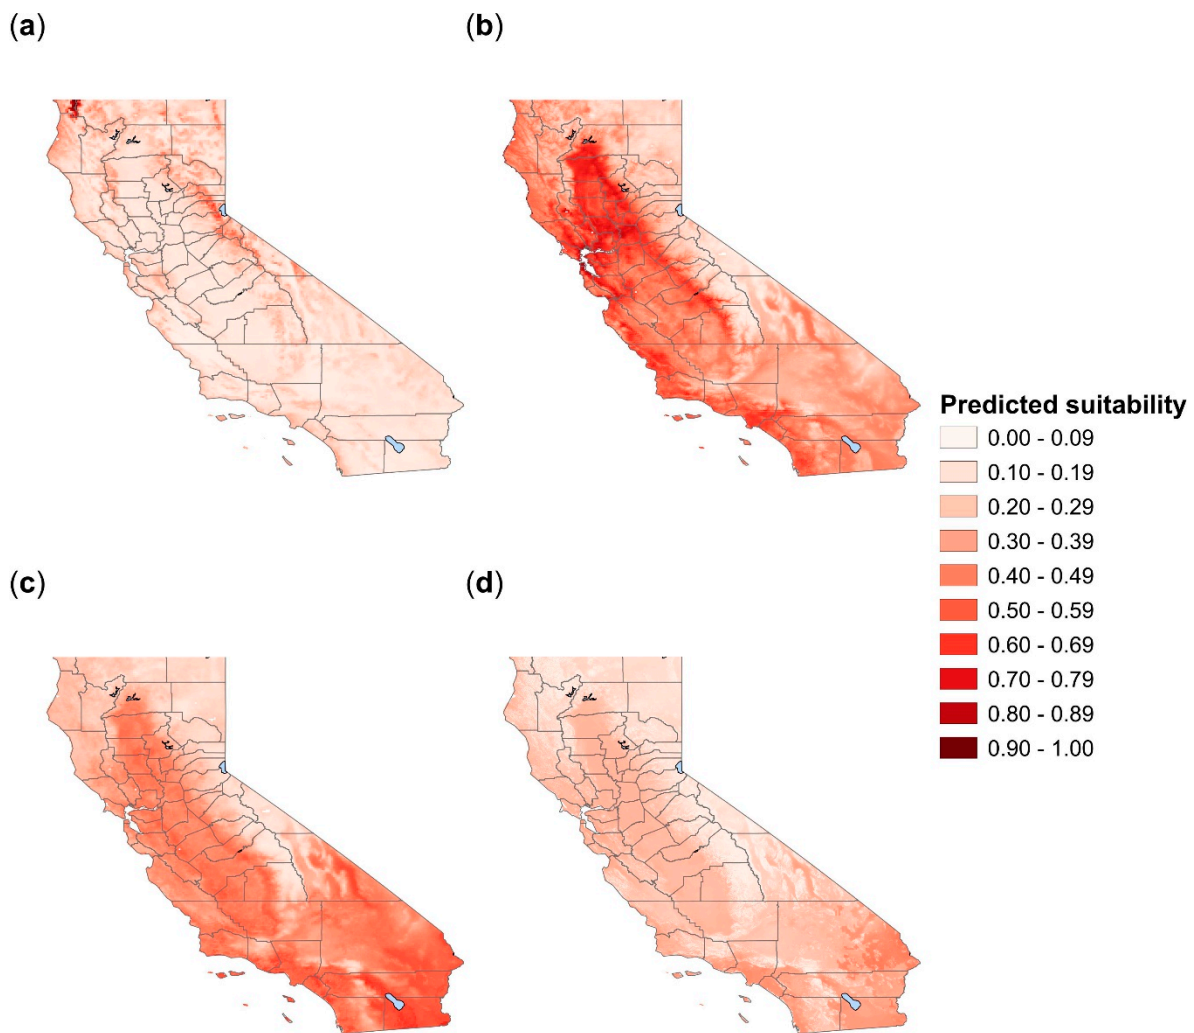 (a)
(b)
(c)
(d)
Predicted suitability
0.00 - 0.09
0.10 - 0.19
0.20 - 0.29
0.30 - 0.39
0.40 - 0.49
0.50 - 0.59
0.60 - 0.69
0.70 - 0.79
0.80 - 0.89
0.90 - 1.00